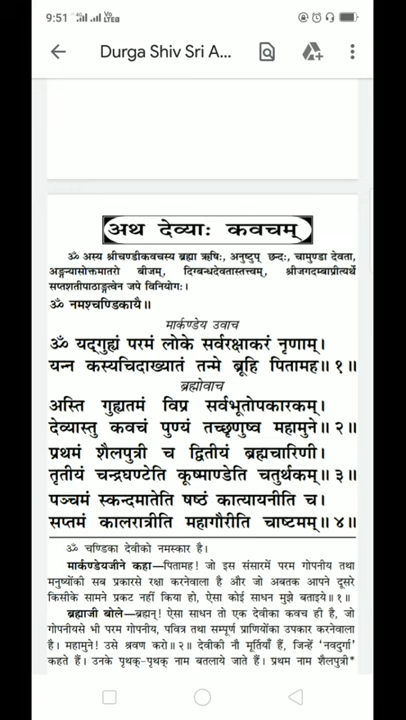 9:51
Durga Shiv Sri A...
अथ देव्याः कवचम्
ॐ अस्य श्रीचण्डीकवचस्य ब्रह्मा ऋषिः, अनुष्टुप् छन्दः, चामुण्डा देवता,
अङ्गन्यासोक्तमातरो बीजम्, दिग्बन्धदेवतास्तत्त्वम्, श्रीजगदम्बाप्रीत्यर्थे
सप्तशतीपाठाङ्गत्वेन जपे विनियोगः।
ॐ नमश्चण्डिकायै॥
मार्कण्डेय उवाच
ॐ यद्गुह्यं परमं लोके सर्वरक्षाकरं नृणाम्।
यन्न कस्यचिदाख्यातं तन्मे ब्रूहि पितामह॥१॥
ब्रह्मोवाच
अस्ति गुह्यतमं विप्र सर्वभूतोपकारकम्।
देव्यास्तु कवचं पुण्यं तच्छृणुष्व महामुने॥२॥
प्रथमं शैलपुत्री च द्वितीयं ब्रह्मचारिणी।
तृतीयं चन्द्रघण्टेति कूष्माण्डेति चतुर्थकम्॥३॥
पञ्चमं स्कन्दमातेति षष्ठं कात्यायनीति च।
सप्तमं कालरात्रीति महागौरीति चाष्टमम्॥४॥
ॐ चण्डिका देवीको नमस्कार है।
मार्कण्डेयजीने कहा—पितामह! जो इस संसारमें परम गोपनीय तथा
मनुष्योंकी सब प्रकारसे रक्षा करनेवाला है और जो अबतक आपने दूसरे
किसीके सामने प्रकट नहीं किया हो, ऐसा कोई साधन मुझे बताइये॥१॥
ब्रह्माजी बोले—ब्रह्मन्! ऐसा साधन तो एक देवीका कवच ही है, जो
गोपनीयसे भी परम गोपनीय, पवित्र तथा सम्पूर्ण प्राणियोंका उपकार करनेवाला
है। महामुने! उसे श्रवण करो॥२॥ देवीकी नौ मूर्तियाँ हैं, जिन्हें 'नवदुर्गा'
कहते हैं। उनके पृथक्-पृथक् नाम बतलाये जाते हैं। प्रथम नाम शैलपुत्री*